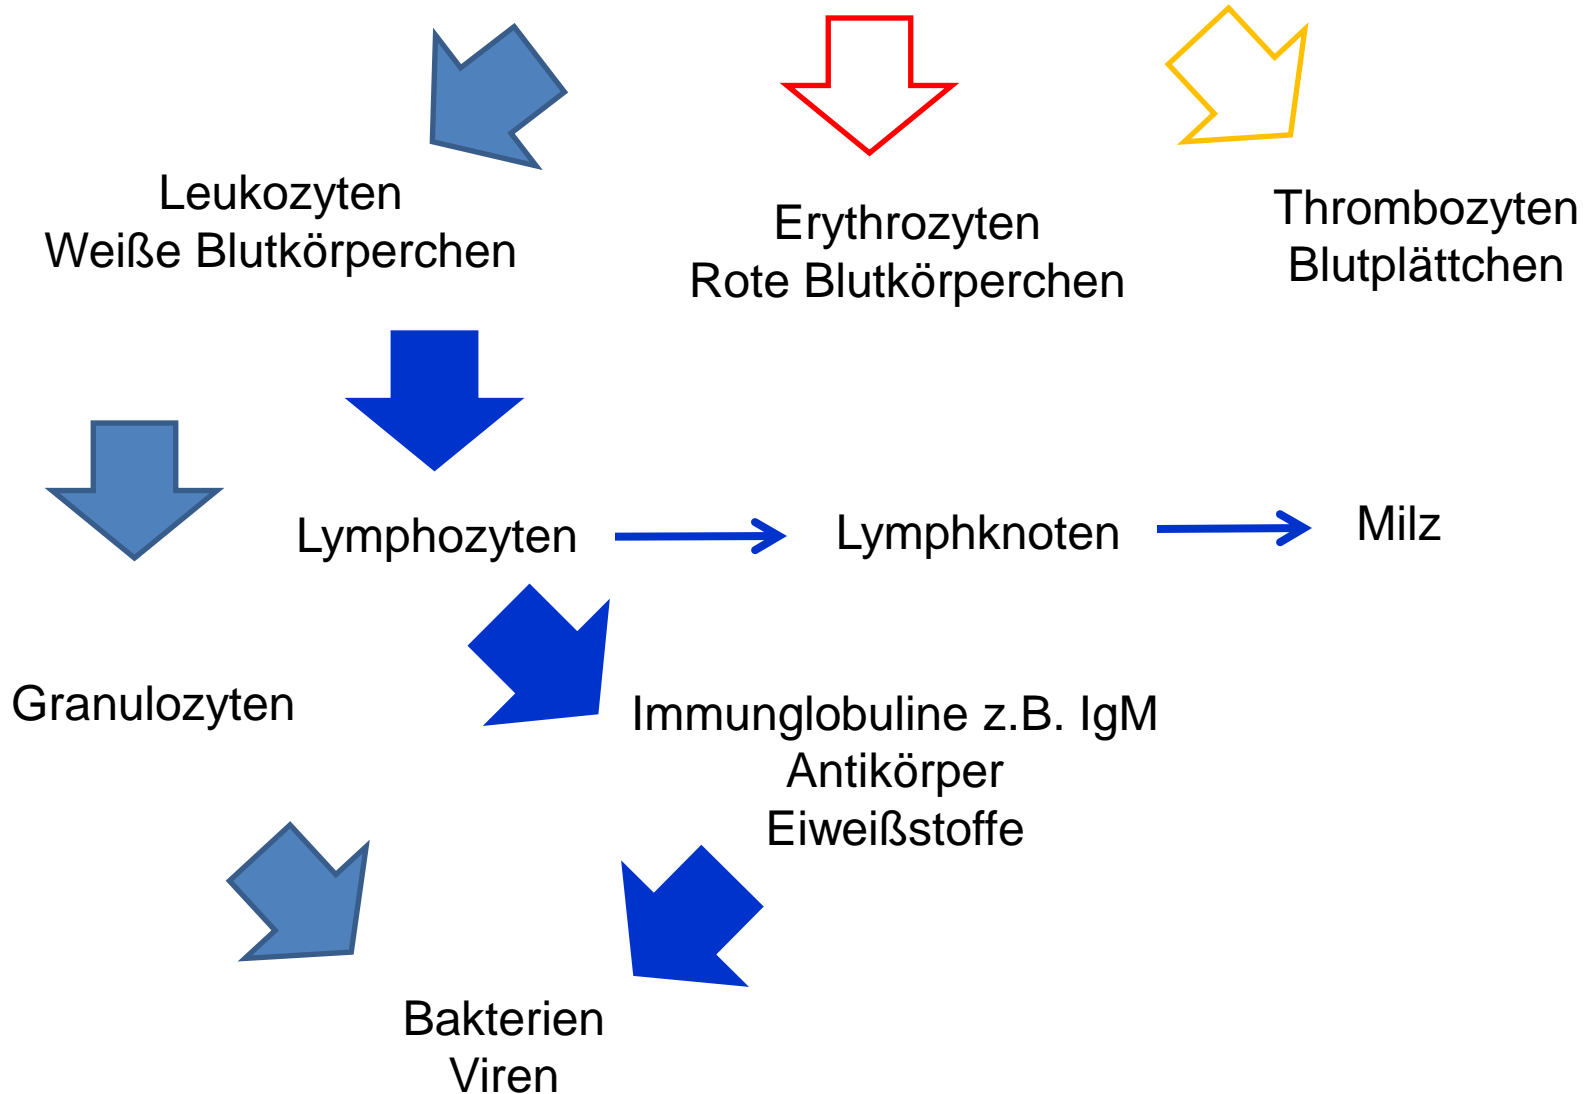 Leukozyten
Weiße Blutkörperchen
Erythrozyten
Rote Blutkörperchen
Thrombozyten
Blutplättchen
Lymphozyten
Lymphknoten
Milz
Granulozyten
Immunglobuline z.B. IgM
Antikörper
Eiweißstoffe
Bakterien
Viren